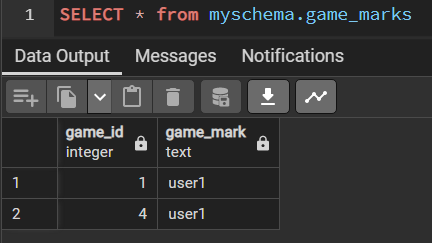 1 SELECT * from myschema.game_marks
Data Output Messages Notifications
game_id game_mark
integer text
1 1 user1
2 4 user1